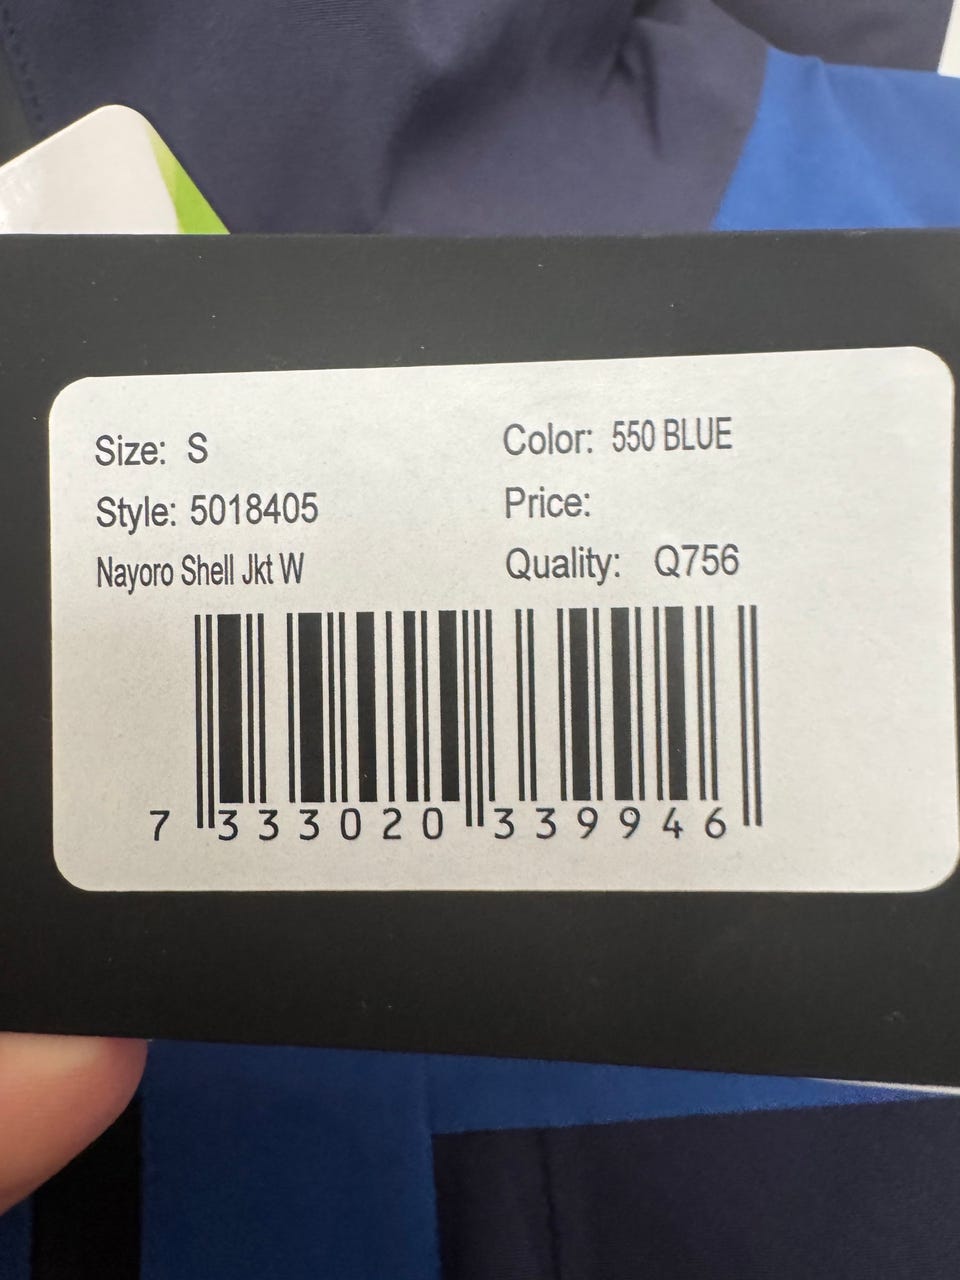 Size: S
Color: 550 BLUE
Style: 5018405
Price:
Nayoro Shell Jkt W
Quality: Q756
7 333020 339946